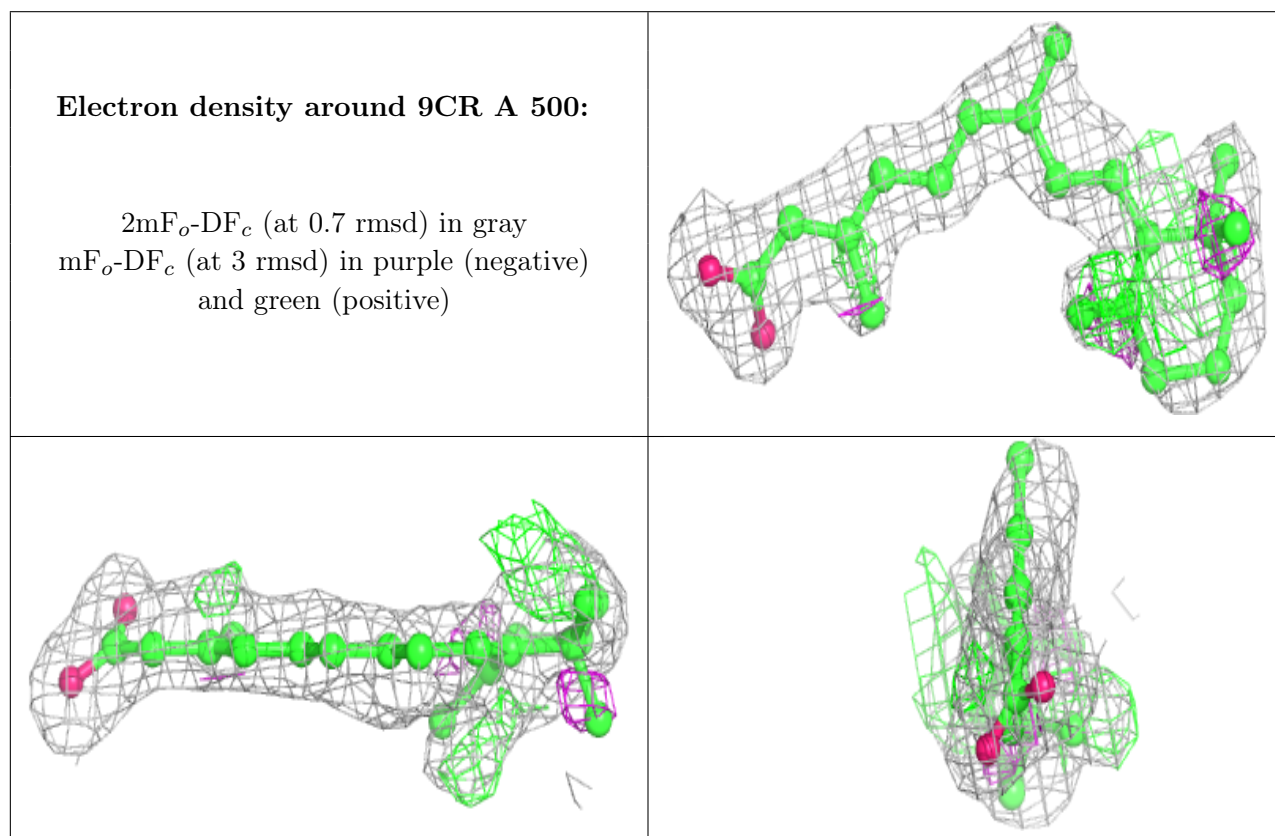 Electron density around 9CR A 500:
2mFo-DFc (at 0.7 rmsd) in gray
mFo-DFc (at 3 rmsd) in purple (negative)
and green (positive)